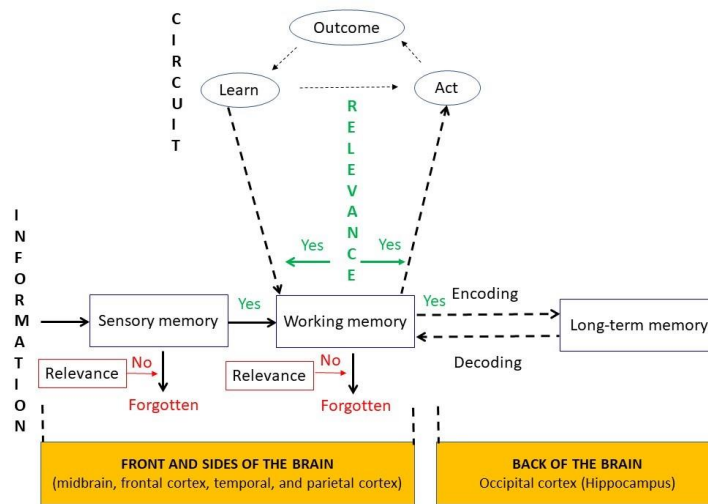 CIRCUIT
Outcome
Learn
Act
RELEVANCE
Yes
Yes
INFORMATION
Sensory memory
Yes
Working memory
Yes
Encoding
Decoding
Long-term memory
Relevance
No
Forgotten
Relevance
No
Forgotten
FRONT AND SIDES OF THE BRAIN
(midbrain, frontal cortex, temporal, and parietal cortex)
BACK OF THE BRAIN
Occipital cortex (Hippocampus)